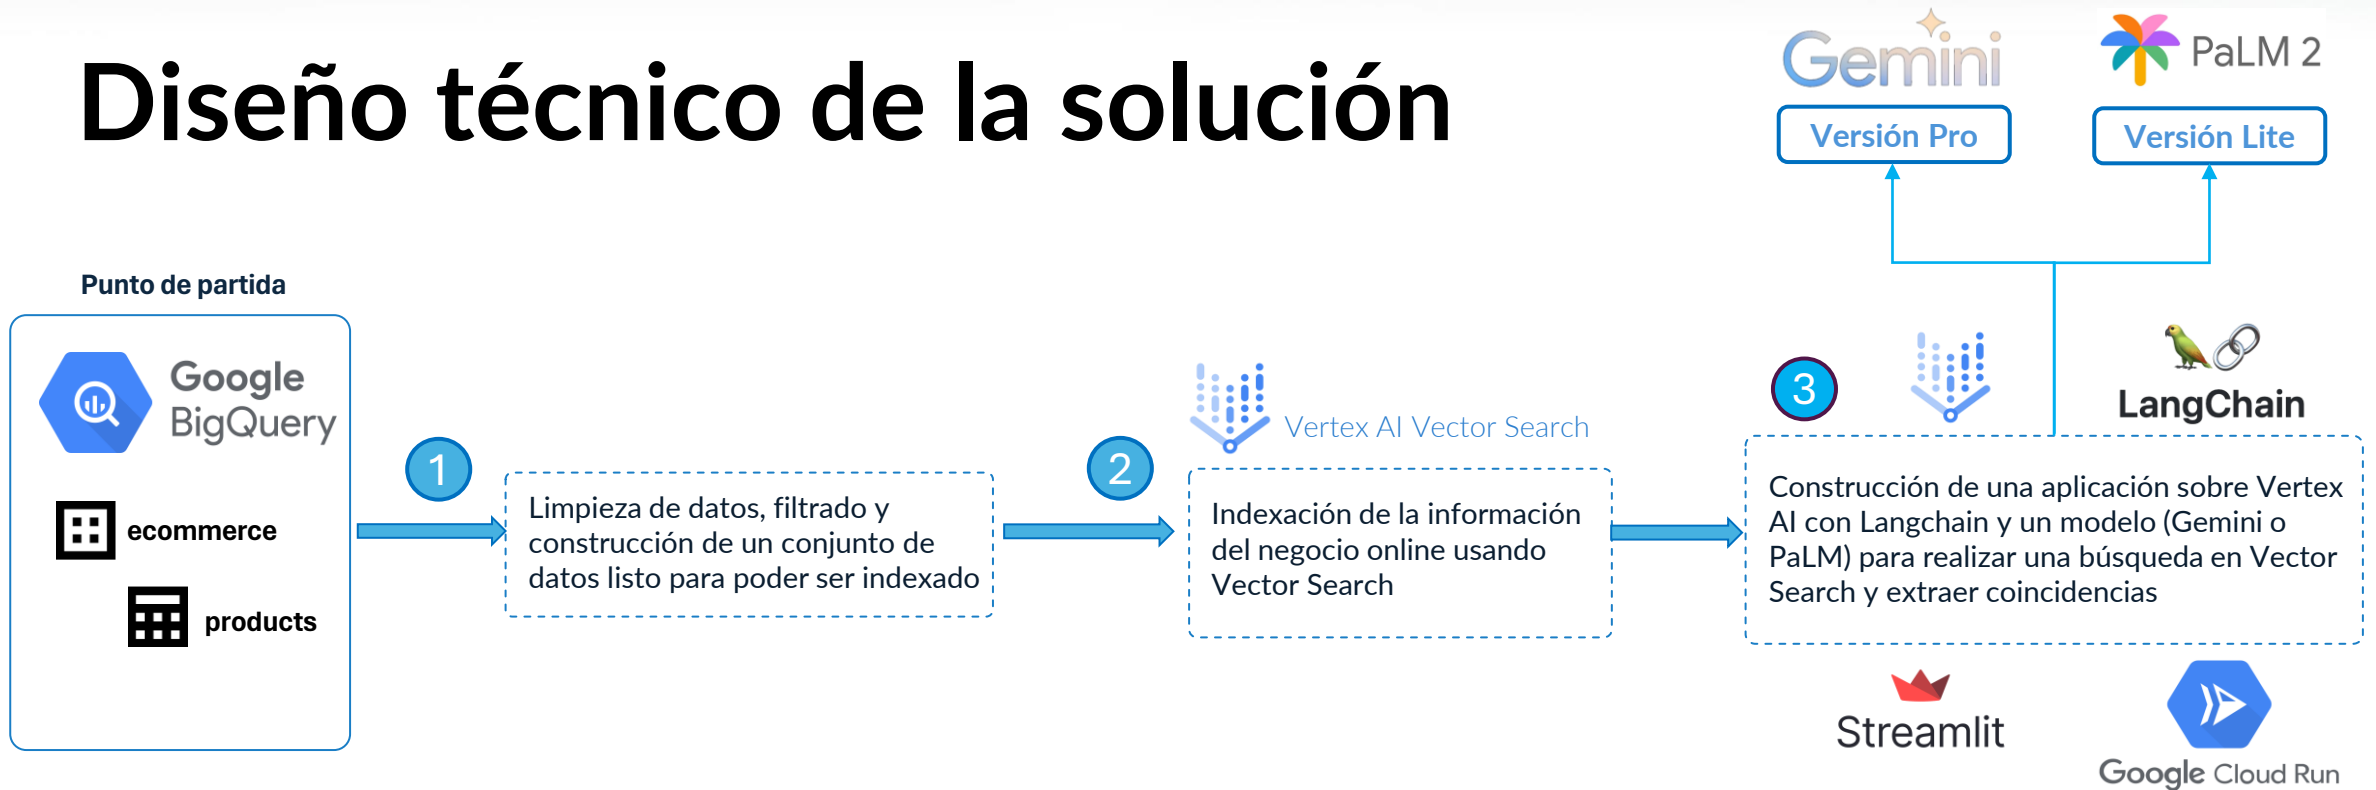 Diseño técnico de la solución
Gemini
PaLM 2
Versión Pro
Versión Lite
Punto de partida
Google
BigQuery
ecommerce
products
1
Limpieza de datos, filtrado y
construcción de un conjunto de
datos listo para poder ser indexado
2
Vertex AI Vector Search
Indexación de la información
del negocio online usando
Vector Search
3
LangChain
Construcción de una aplicación sobre Vertex
AI con Langchain y un modelo (Gemini o
PaLM) para realizar una búsqueda en Vector
Search y extraer coincidencias
Streamlit
Google Cloud Run